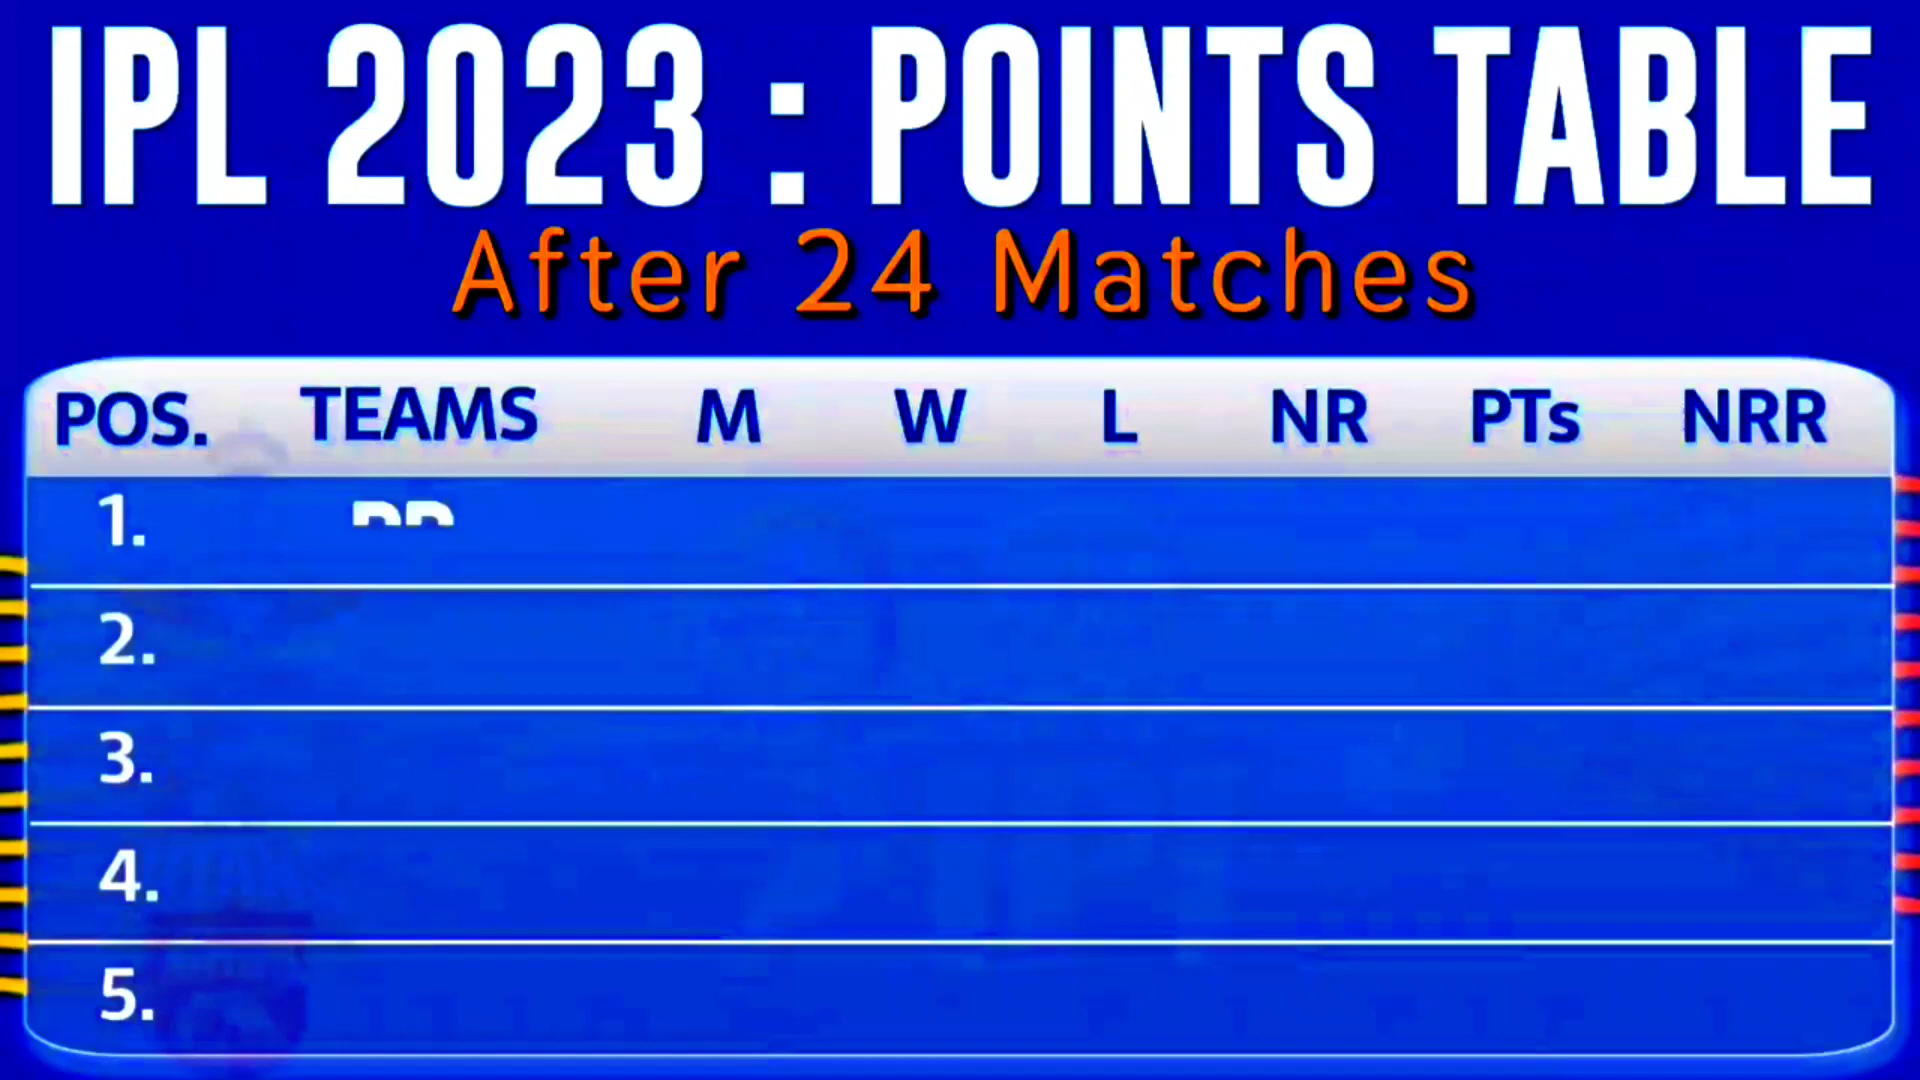 IPL 2023 : POINTS TABLE
After 24 Matches
POS. TEAMS M W L NR PTs NRR
1.
2.
3.
4.
5.